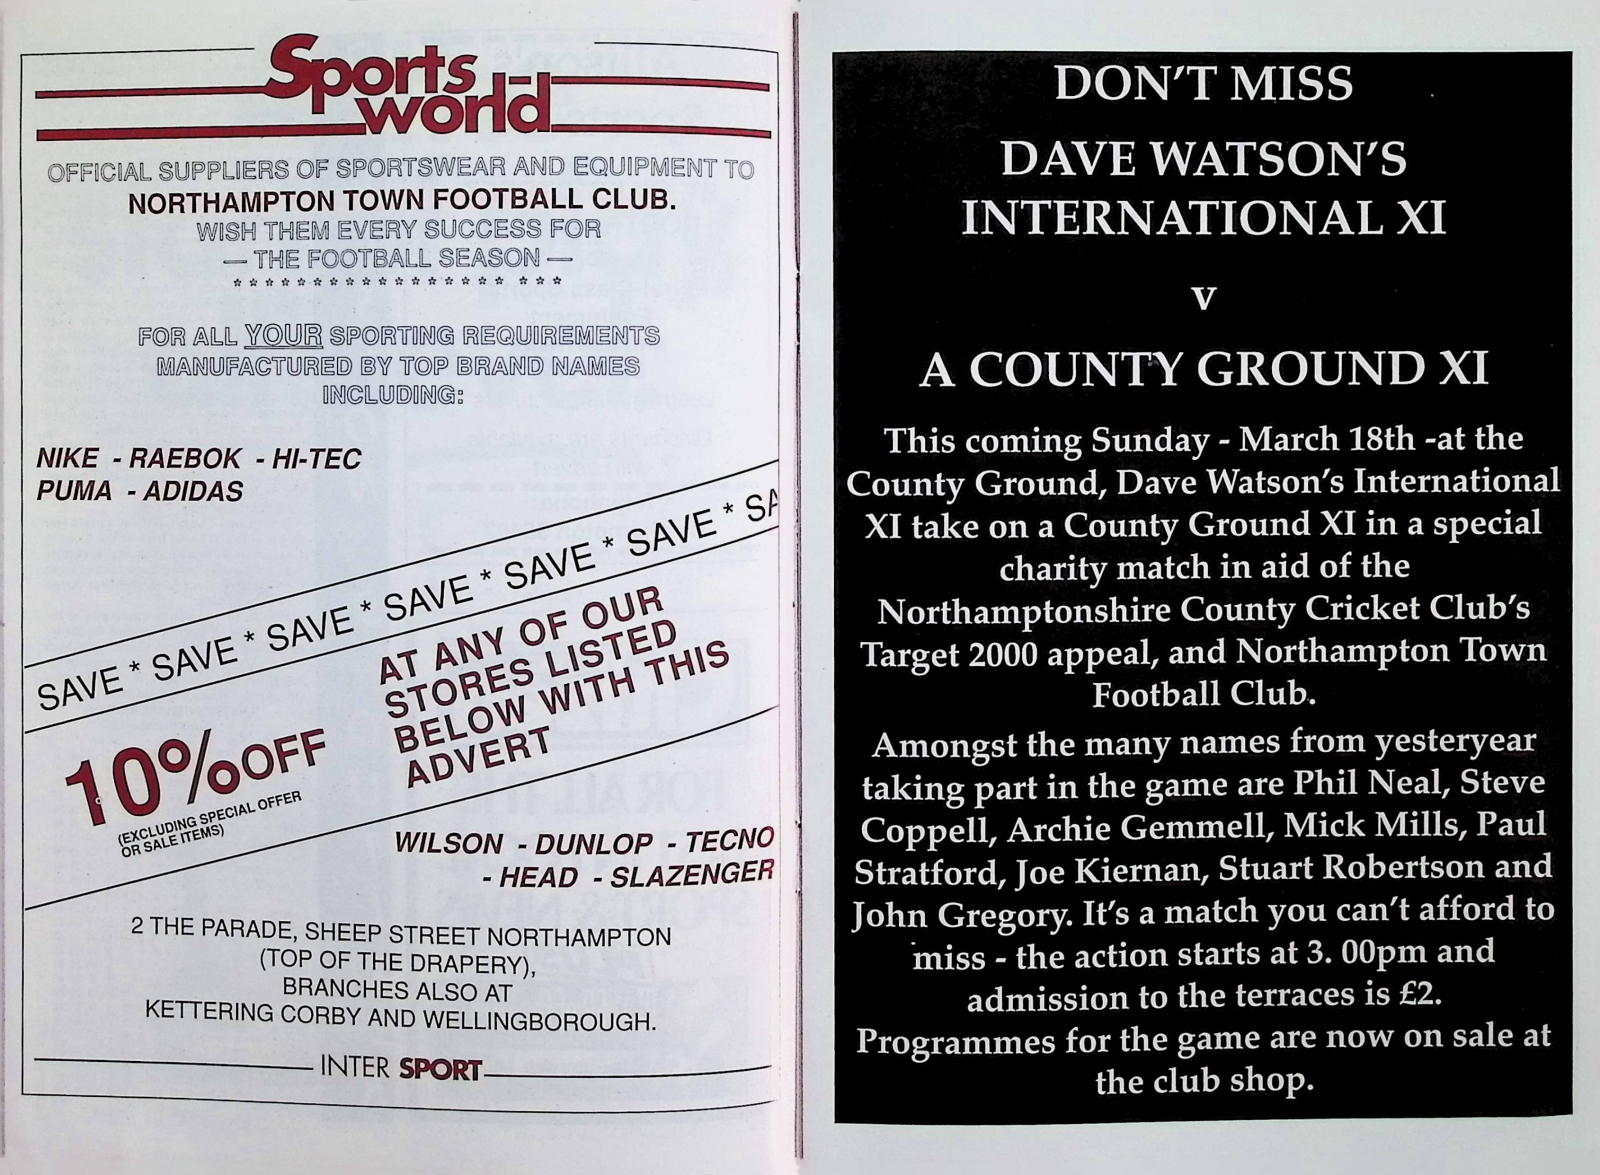 Sports
world
OFFICIAL SUPPLIERS OF SPORTSWEAR AND EQUIPMENT TO
NORTHAMPTON TOWN FOOTBALL CLUB.
WISH THEM EVERY SUCCESS FOR
— THE FOOTBALL SEASON —
* * * * * * * * * * * * * * * * * * * * *
FOR ALL YOUR SPORTING REQUIREMENTS
MANUFACTURED BY TOP BRAND NAMES
INCLUDING:
NIKE - RAEBOK - HI-TEC
PUMA - ADIDAS
SAVE * SAVE * SAVE * SAVE * SAVE * SAVE * SA
10% OFF
(EXCLUDING SPECIAL OFFER
OR SALE ITEMS)
AT ANY OF OUR
STORES LISTED
BELOW WITH THIS
ADVERT
WILSON - DUNLOP - TECNO
- HEAD - SLAZENGER
2 THE PARADE, SHEEP STREET NORTHAMPTON
(TOP OF THE DRAPERY),
BRANCHES ALSO AT
KETTERING CORBY AND WELLINGBOROUGH.
INTER SPORT
DON'T MISS
DAVE WATSON'S
INTERNATIONAL XI
v
A COUNTY GROUND XI
This coming Sunday - March 18th -at the
County Ground, Dave Watson's International
XI take on a County Ground XI in a special
charity match in aid of the
Northamptonshire County Cricket Club's
Target 2000 appeal, and Northampton Town
Football Club.
Amongst the many names from yesteryear
taking part in the game are Phil Neal, Steve
Coppell, Archie Gemmell, Mick Mills, Paul
Stratford, Joe Kiernan, Stuart Robertson and
John Gregory. It's a match you can't afford to
miss - the action starts at 3. 00pm and
admission to the terraces is £2.
Programmes for the game are now on sale at
the club shop.